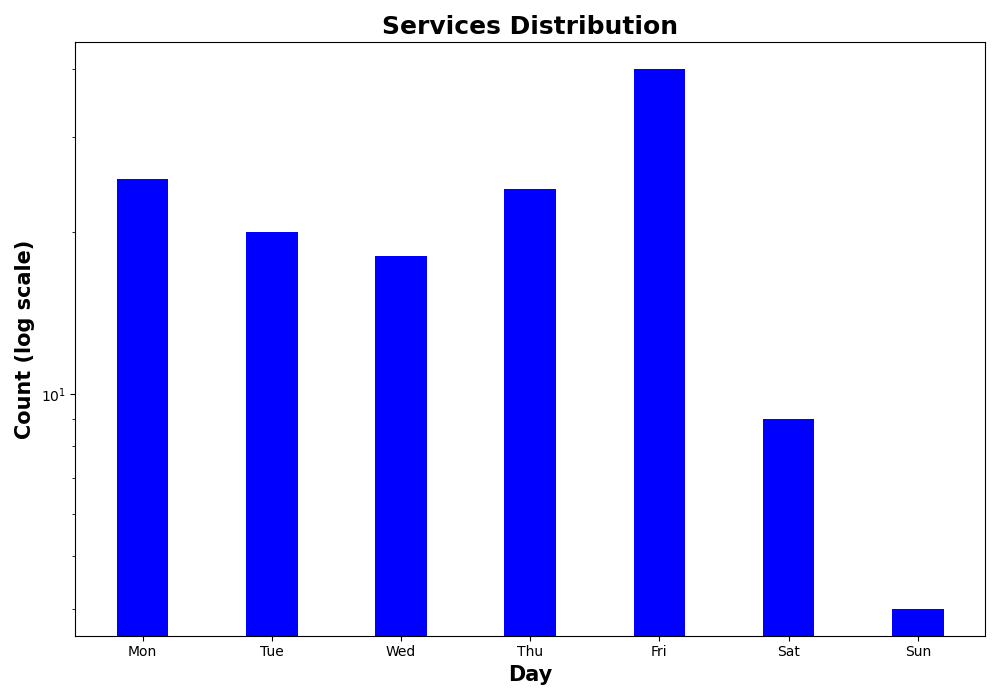 Services Distribution
Count (log scale)
10¹
Mon Tue Wed Thu Fri Sat Sun
Day